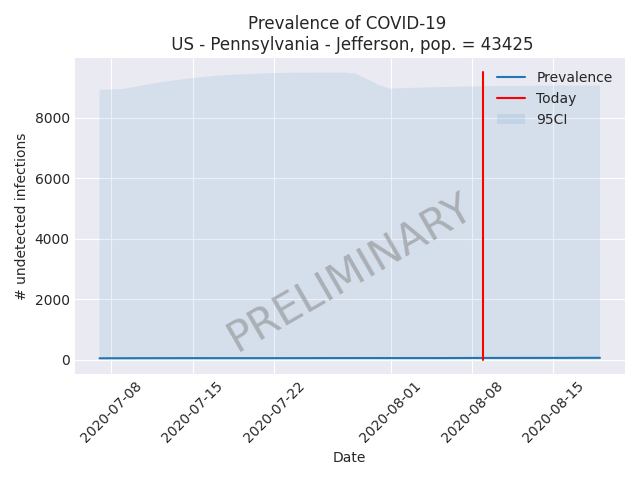 Prevalence of COVID-19
US - Pennsylvania - Jefferson, pop. = 43425
Prevalence
Today
95CI
8000
6000
4000
2000
0
# undetected infections
PRELIMINARY
2020-07-08
2020-07-15
2020-07-22
2020-08-01
2020-08-08
2020-08-15
Date